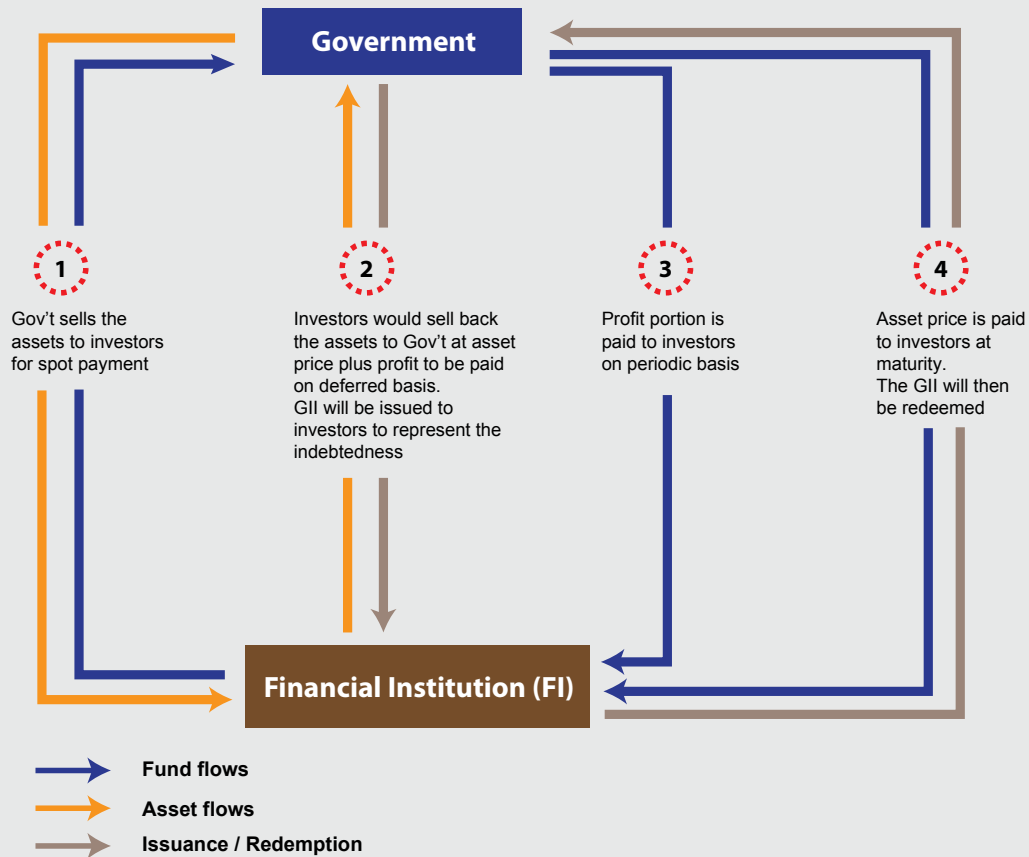 Government
1
Gov’t sells the
assets to investors
for spot payment
2
Investors would sell back
the assets to Gov’t at asset
price plus profit to be paid
on deferred basis.
GII will be issued to
investors to represent the
indebtedness
3
Profit portion is
paid to investors
on periodic basis
4
Asset price is paid
to investors at
maturity.
The GII will then
be redeemed
Financial Institution (FI)
Fund flows
Asset flows
Issuance / Redemption